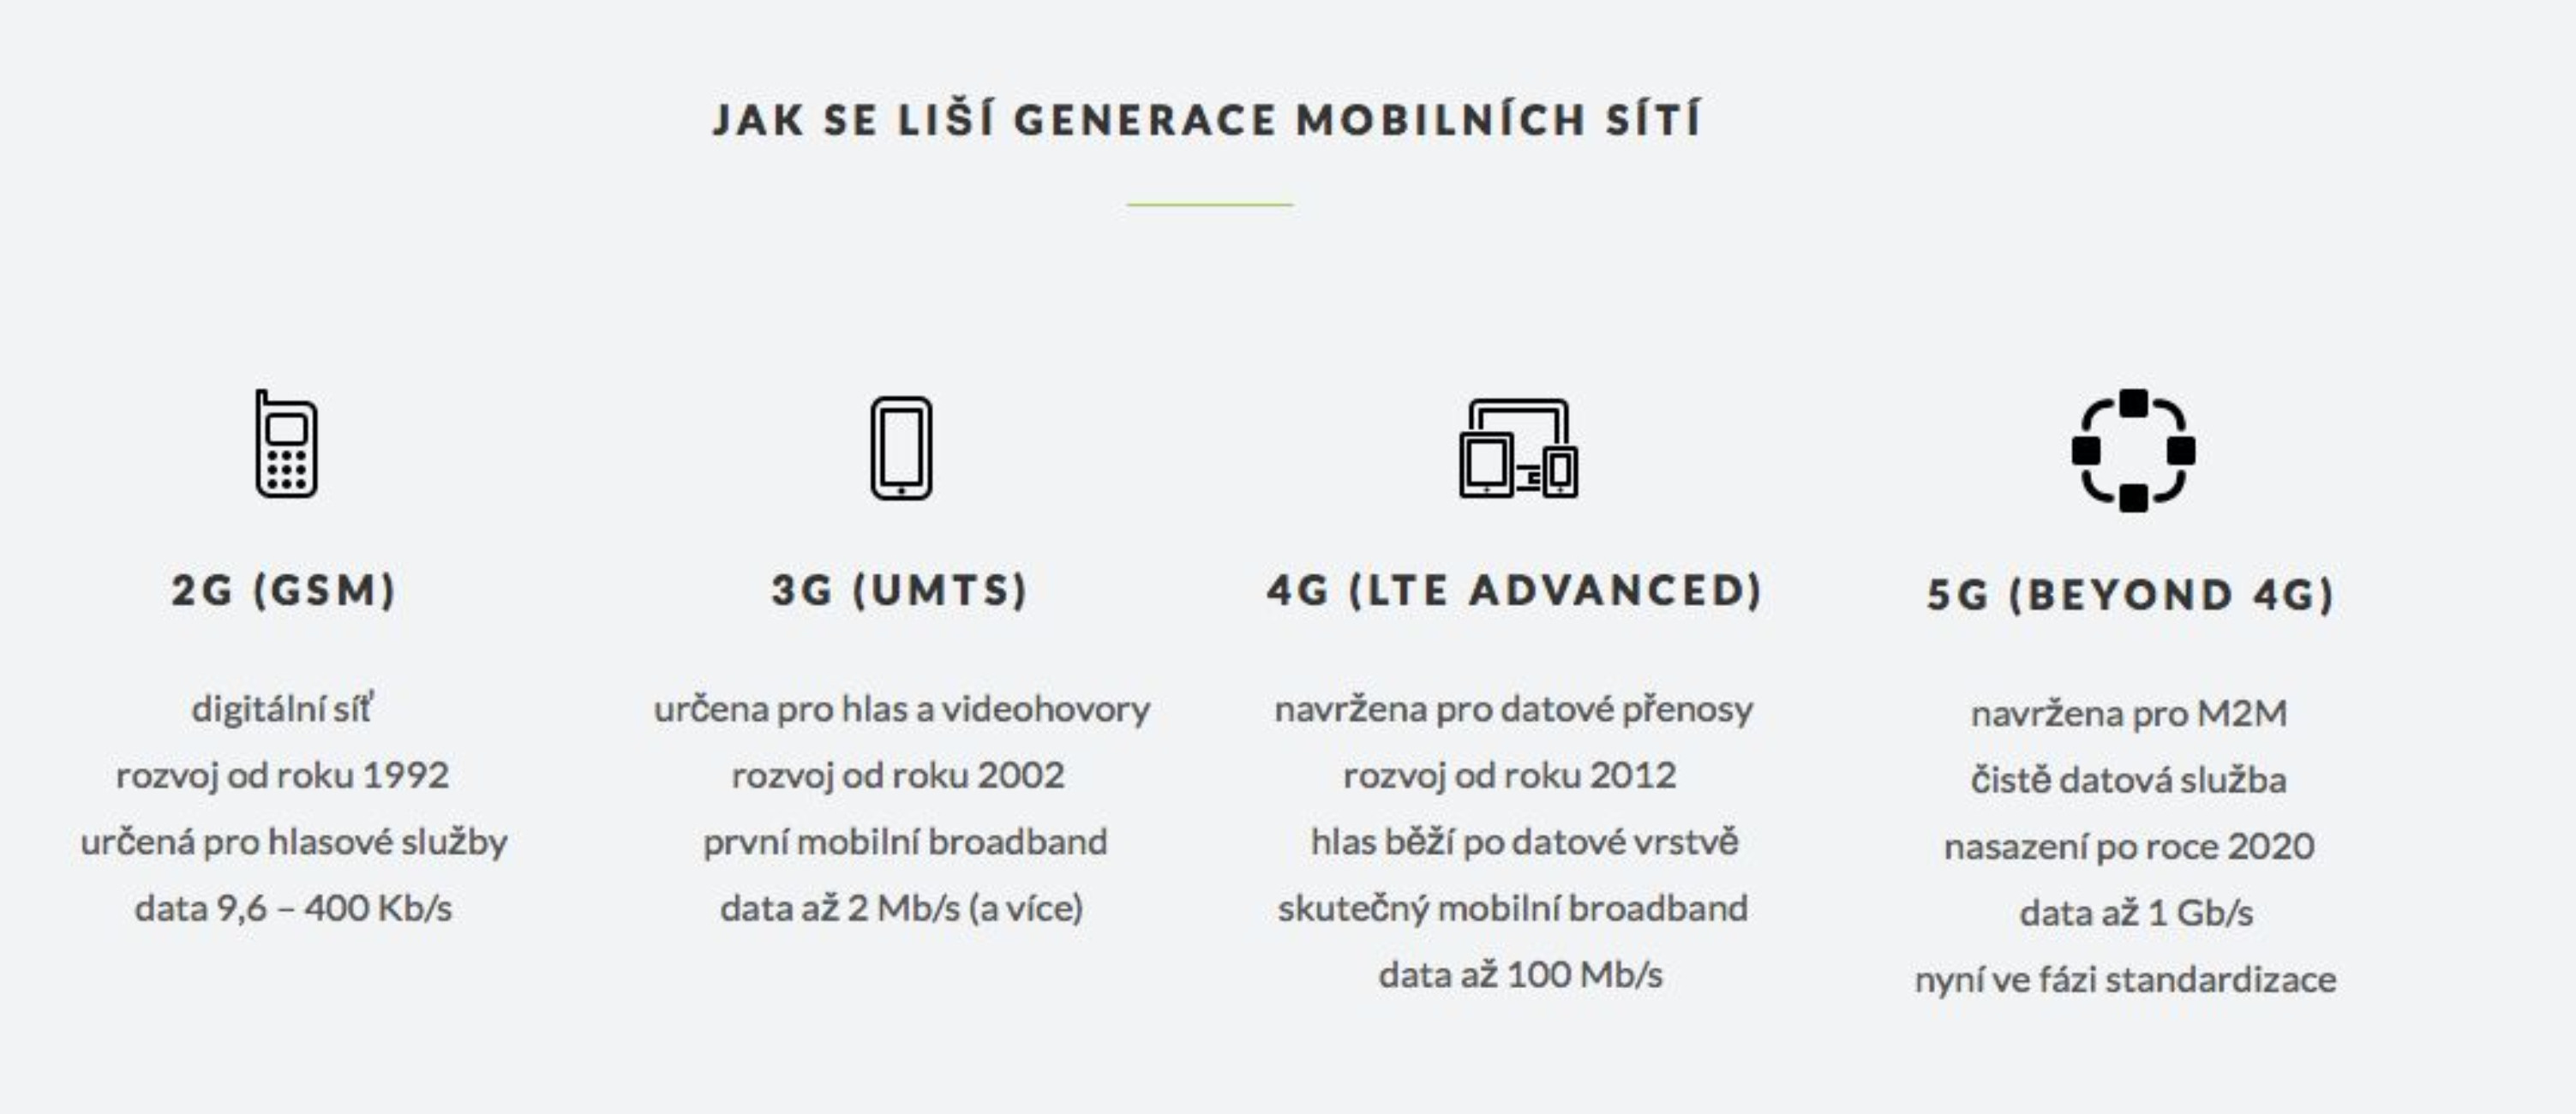 JAK SE LIŠÍ GENERACE MOBILNÍCH SÍTÍ
2G (GSM)
digitální síť
rozvoj od roku 1992
určená pro hlasové služby
data 9,6 – 400 Kb/s
3G (UMTS)
určena pro hlas a videohovory
rozvoj od roku 2002
první mobilní broadband
data až 2 Mb/s (a více)
4G (LTE ADVANCED)
navržena pro datové přenosy
rozvoj od roku 2012
hlas běží po datové vrstvě
skutečný mobilní broadband
data až 100 Mb/s
5G (BEYOND 4G)
navržena pro M2M
čistě datová služba
nasazení po roce 2020
data až 1 Gb/s
nyní ve fázi standardizace